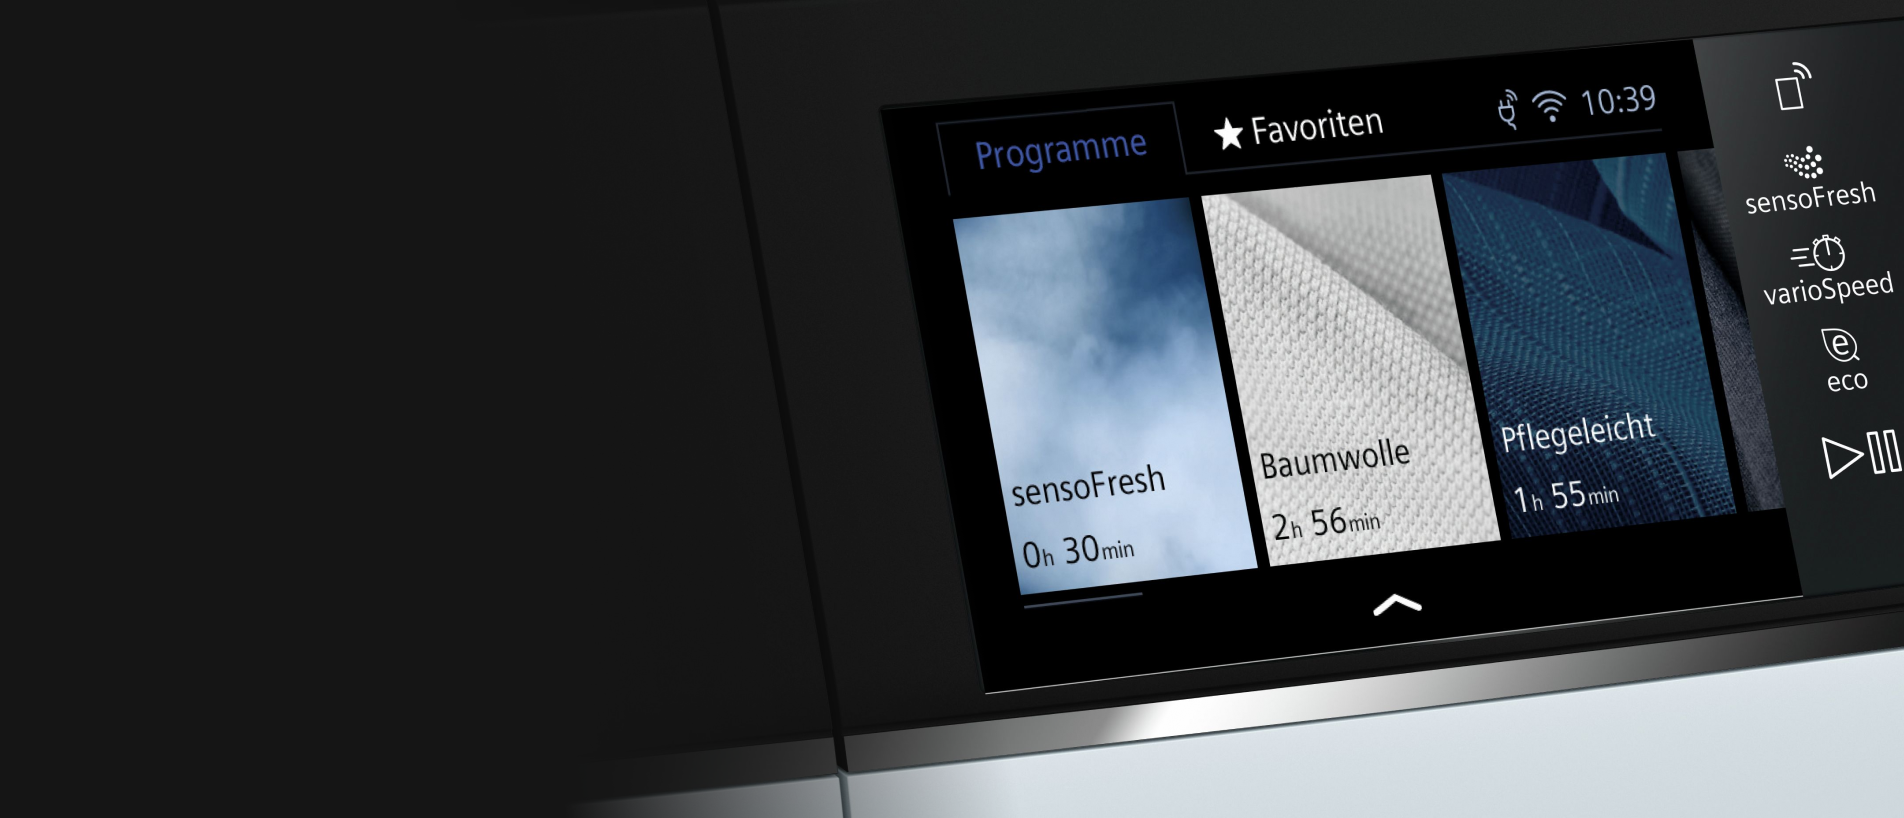 Programme
Favoriten
10:39
sensoFresh
0h 30min
Baumwolle
2h 56min
Pflegeleicht
1h 55min
sensoFresh
varioSpeed
e
eco